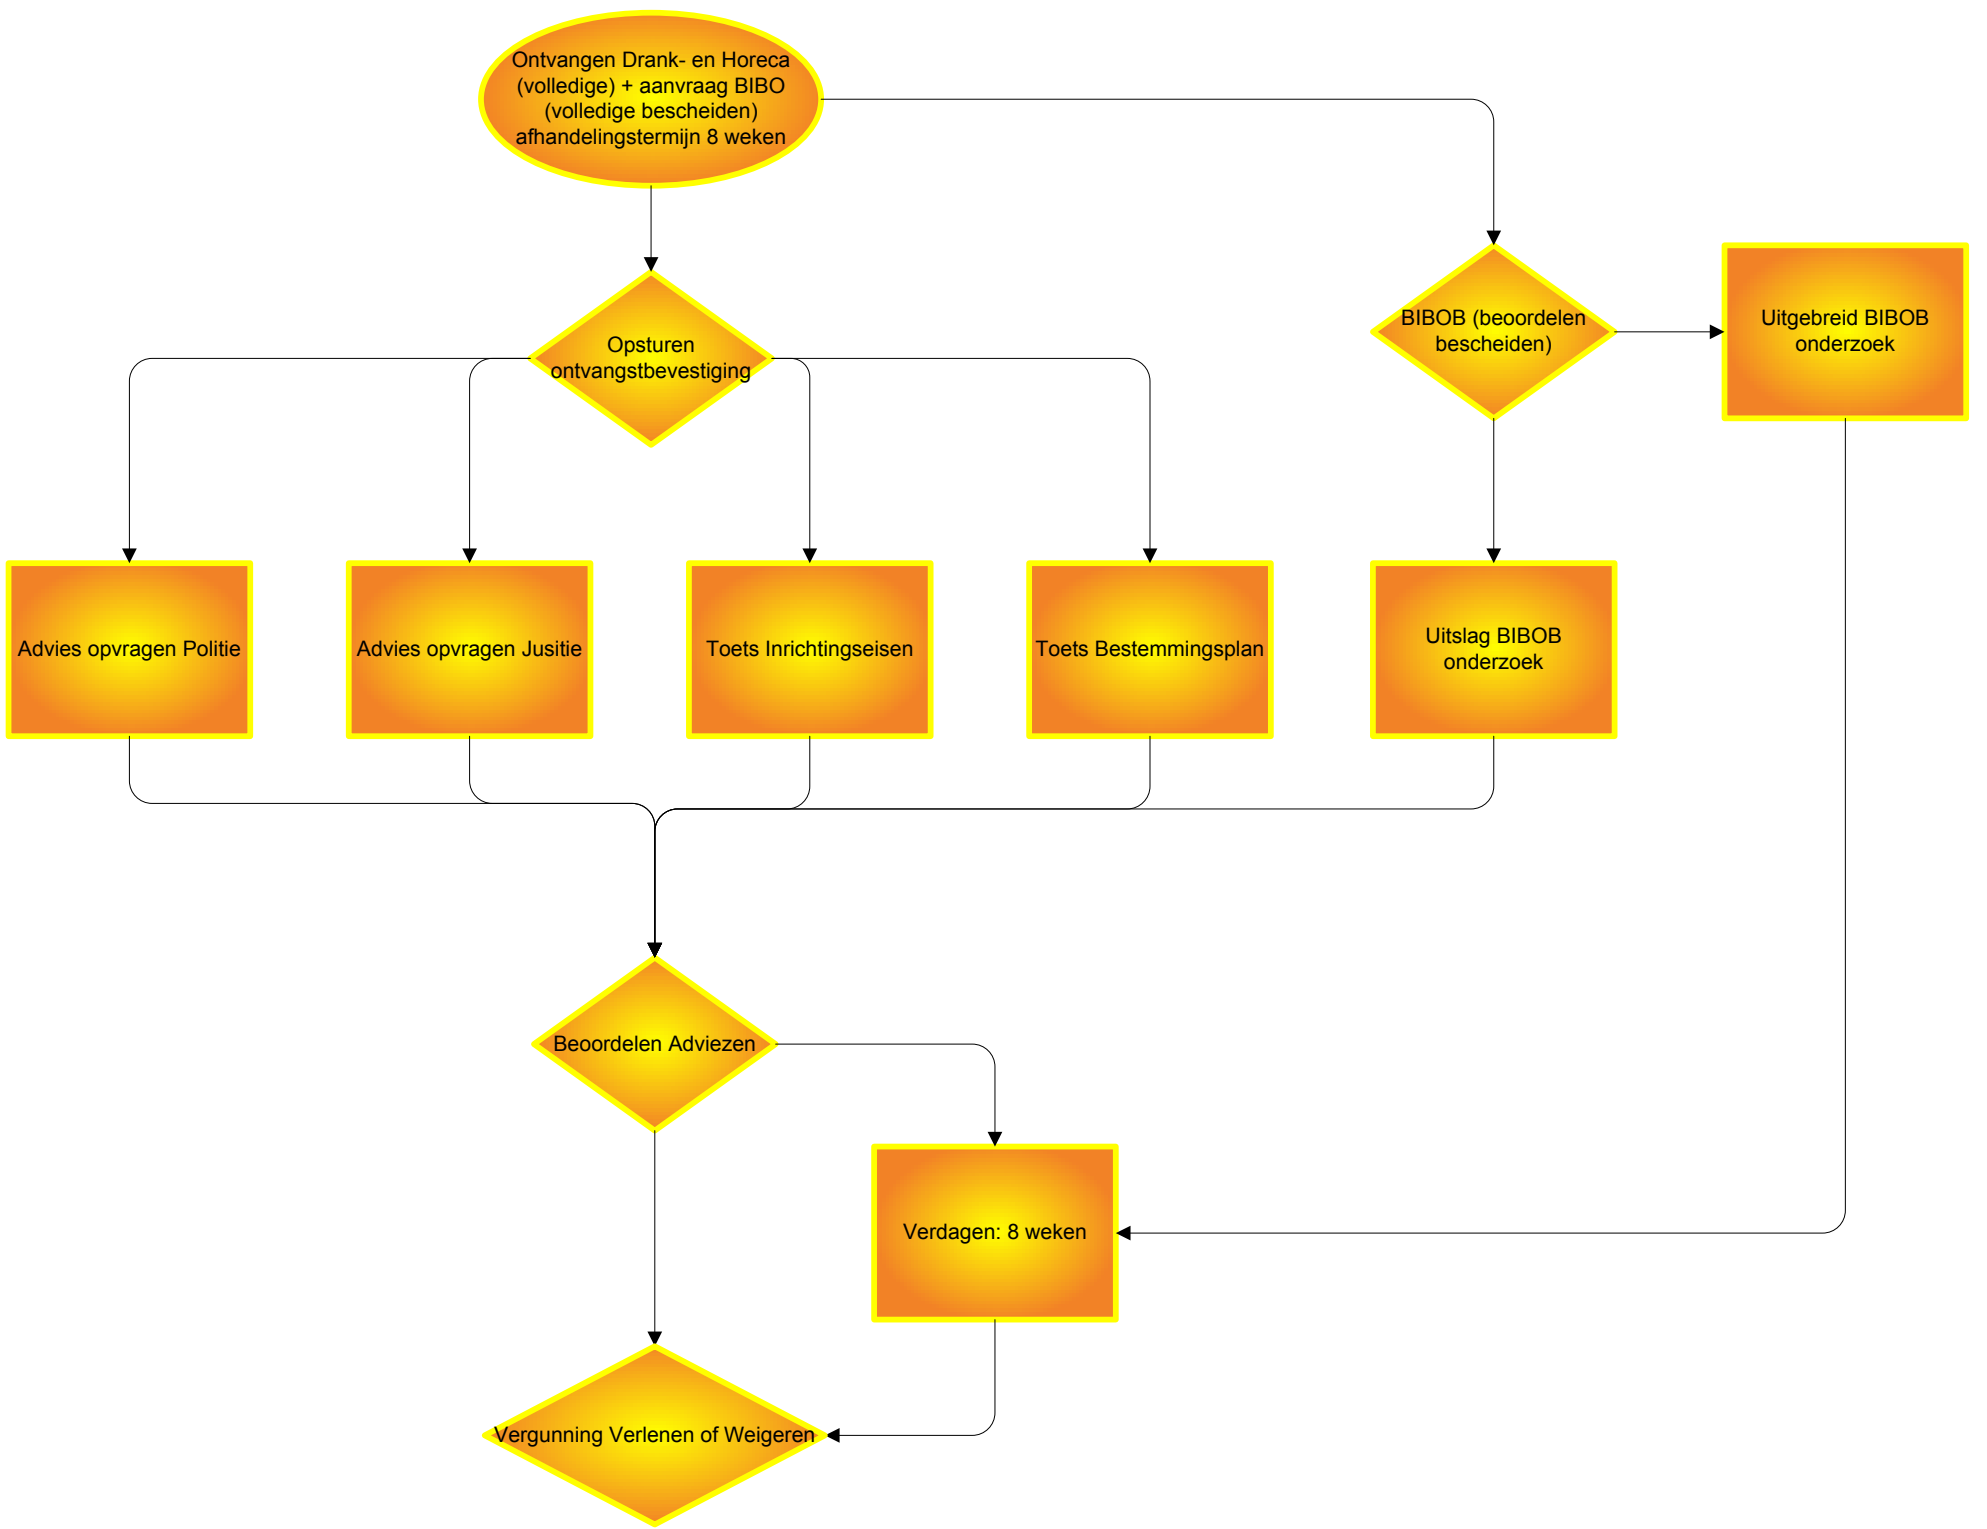 Ontvangen Drank- en Horeca
(volledige) + aanvraag BIBO
(volledige bescheiden)
afhandelingstermijn 8 weken
BIBOB (beoordelen
bescheiden)
Uitgebreid BIBOB
onderzoek
Opsturen
ontvangstbevestiging
Advies opvragen Politie
Advies opvragen Jusitie
Toets Inrichtingseisen
Toets Bestemmingsplan
Uitslag BIBOB
onderzoek
Beoordelen Adviezen
Verdagen: 8 weken
Vergunning Verlenen of Weigeren